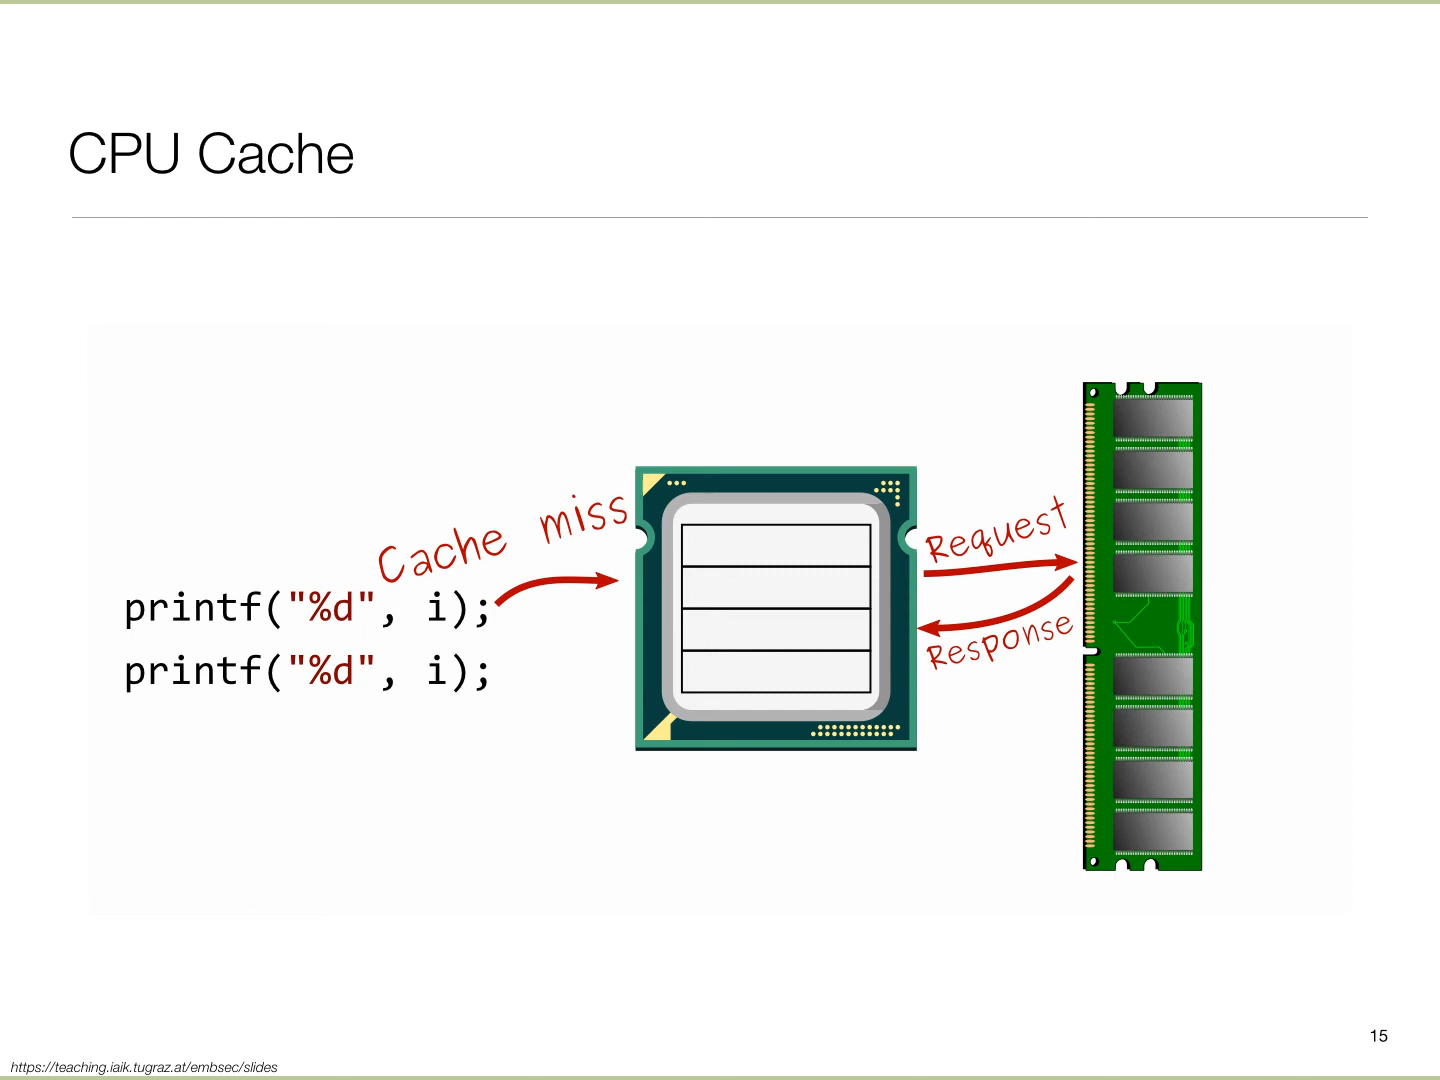 CPU Cache
Cache miss
printf("%d", i);
printf("%d", i);
Request
Response
15
https://teaching.iaik.tugraz.at/embsec/slides